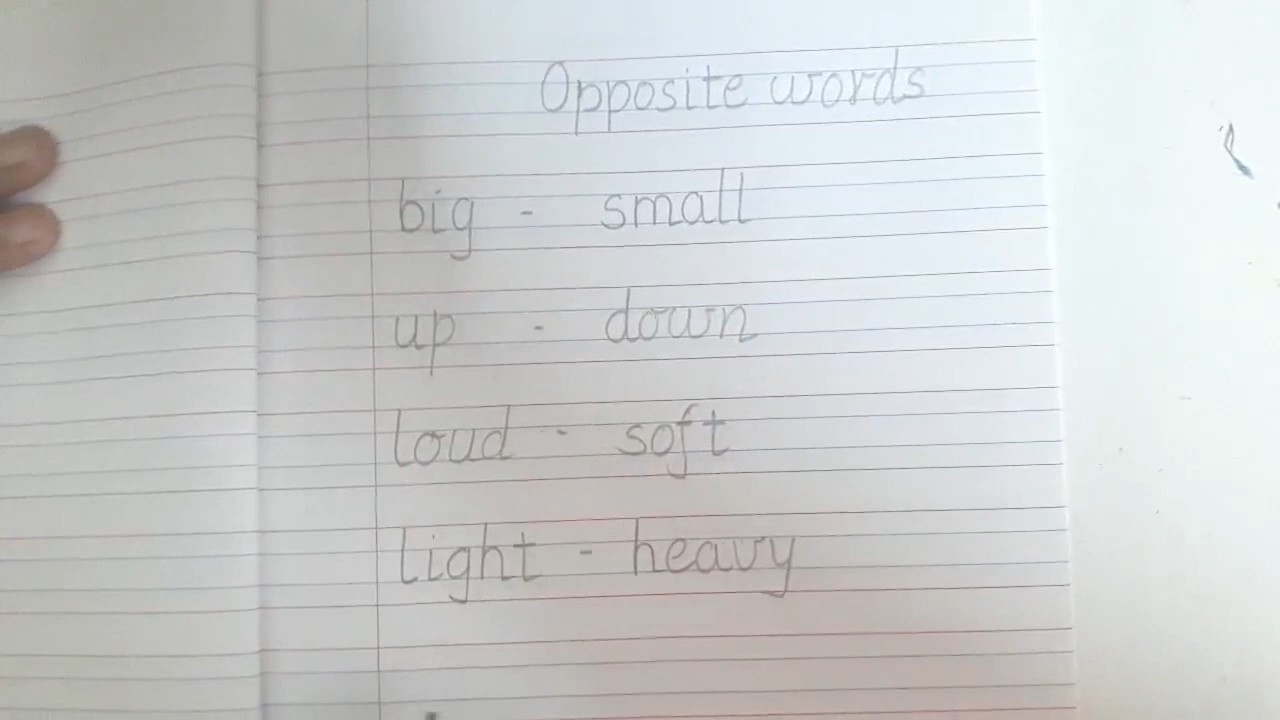 Opposite words
big - small
up - down
loud - soft
light - heavy